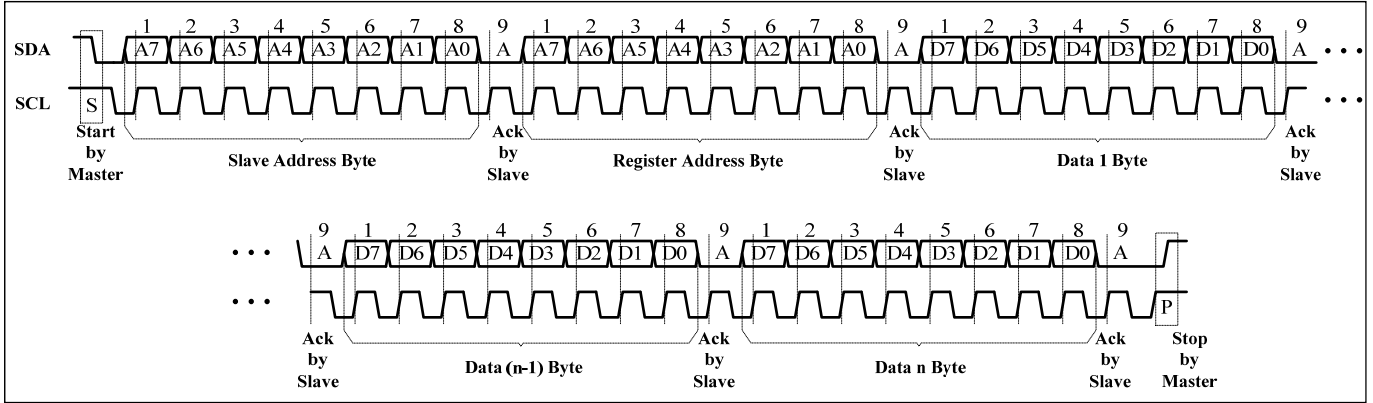 1 2 3 4 5 6 7 8 9 1 2 3 4 5 6 7 8 9 1 2 3 4 5 6 7 8 9
SDA A7 A6 A5 A4 A3 A2 A1 A0 A A7 A6 A5 A4 A3 A2 A1 A0 A D7 D6 D5 D4 D3 D2 D1 D0 A • • •
SCL S • • •
Start by Master
Slave Address Byte
Ack by Slave
Register Address Byte
Ack by Slave
Data 1 Byte
Ack by Slave
9 1 2 3 4 5 6 7 8 9 1 2 3 4 5 6 7 8 9
• • • A D7 D6 D5 D4 D3 D2 D1 D0 A D7 D6 D5 D4 D3 D2 D1 D0 A
• • • P
Ack by Slave
Data (n-1) Byte
Ack by Slave
Data n Byte
Ack by Slave
Stop by Master